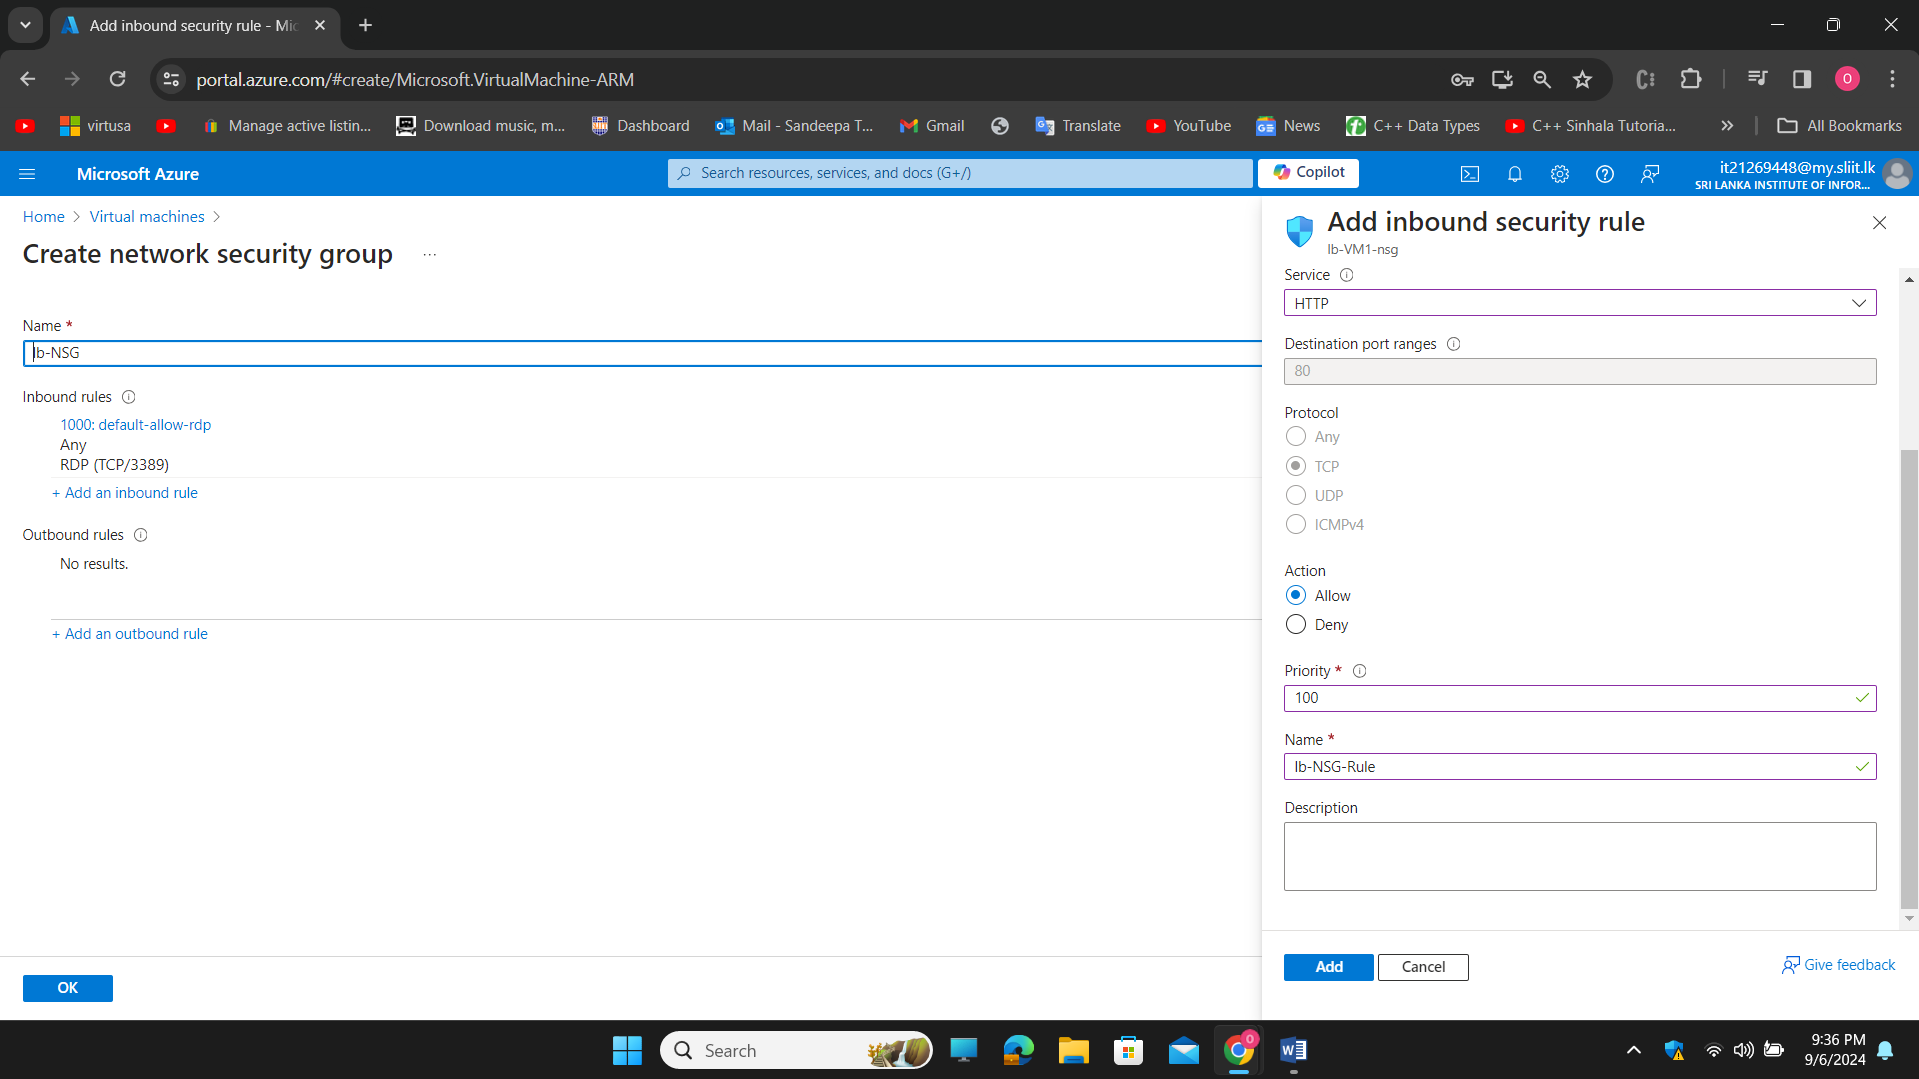 Add inbound security rule - Mic
portal.azure.com/#create/Microsoft.VirtualMachine-ARM
O
virtusa
Manage active listin...
Download music, m...
Dashboard
Mail - Sandeepa T...
Gmail
Translate
YouTube
News
C++ Data Types
C++ Sinhala Tutoria...
All Bookmarks
Microsoft Azure
Search resources, services, and docs (G+/)
Copilot
it21269448@my.sliit.lk
SRI LANKA INSTITUTE OF INFOR...
Home > Virtual machines >
Create network security group ...
Name *
lb-NSG
Inbound rules
1000: default-allow-rdp
Any
RDP (TCP/3389)
+ Add an inbound rule
Outbound rules
No results.
+ Add an outbound rule
OK
Add inbound security rule
lb-VM1-nsg
Service
HTTP
Destination port ranges
80
Protocol
Any
TCP
UDP
ICMPv4
Action
Allow
Deny
Priority *
100
Name *
lb-NSG-Rule
Description
Add
Cancel
Give feedback
Search
0
W
9:36 PM
9/6/2024